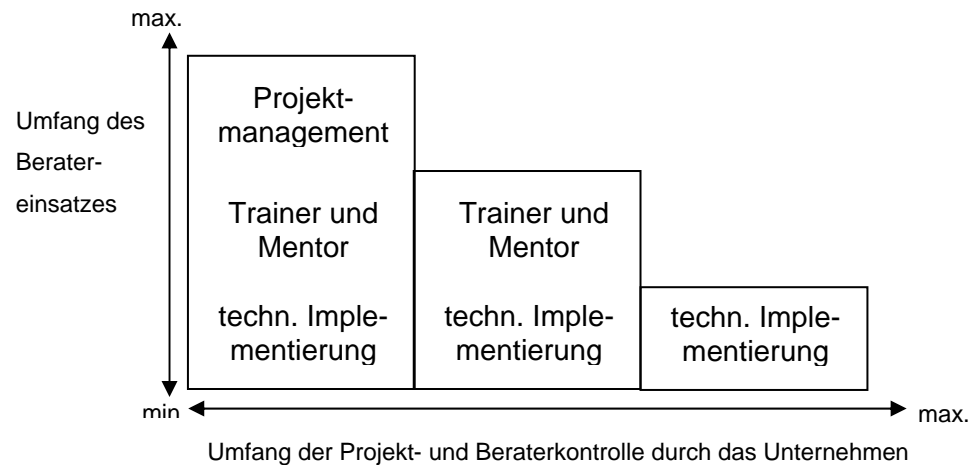 max.
Umfang des
Berater-
einsatzes
Projekt-
management
Trainer und
Mentor
techn. Imple-
mentierung
Trainer und
Mentor
techn. Imple-
mentierung
techn. Imple-
mentierung
min
max.
Umfang der Projekt- und Beraterkontrolle durch das Unternehmen